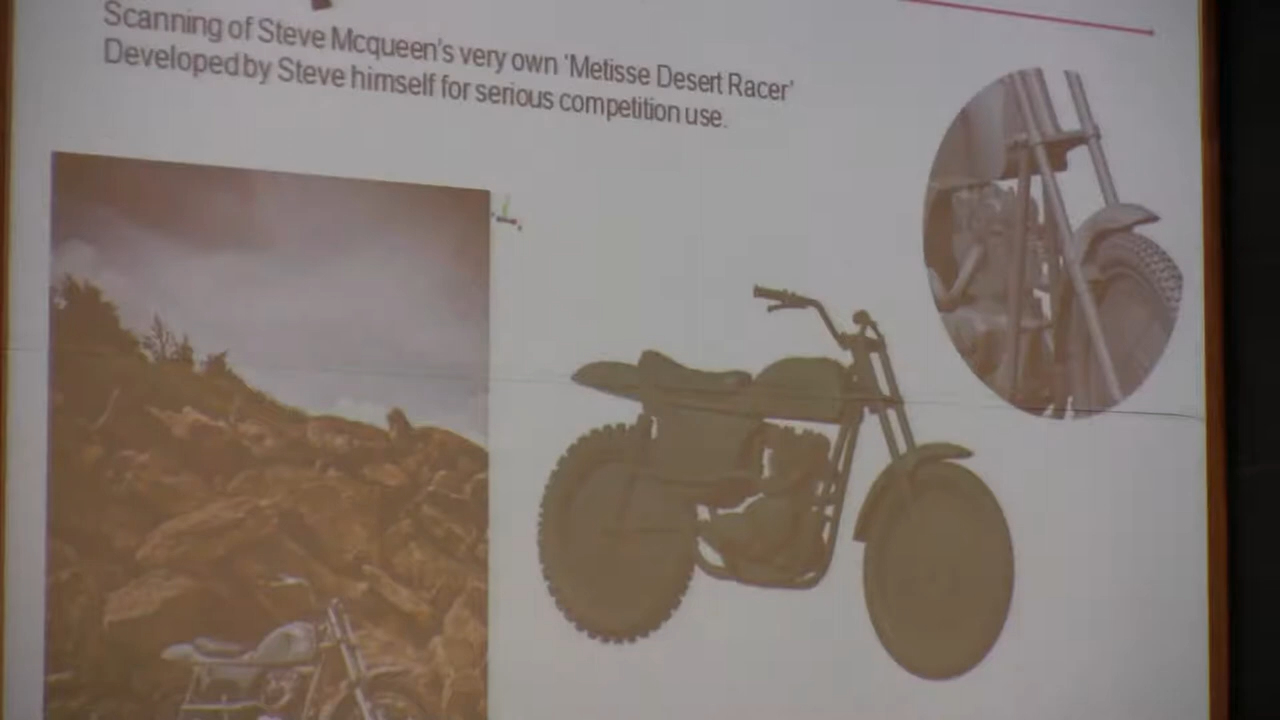 Scanning of Steve Mcqueen's very own 'Metisse Desert Racer'
Developed by Steve himself for serious competition use.